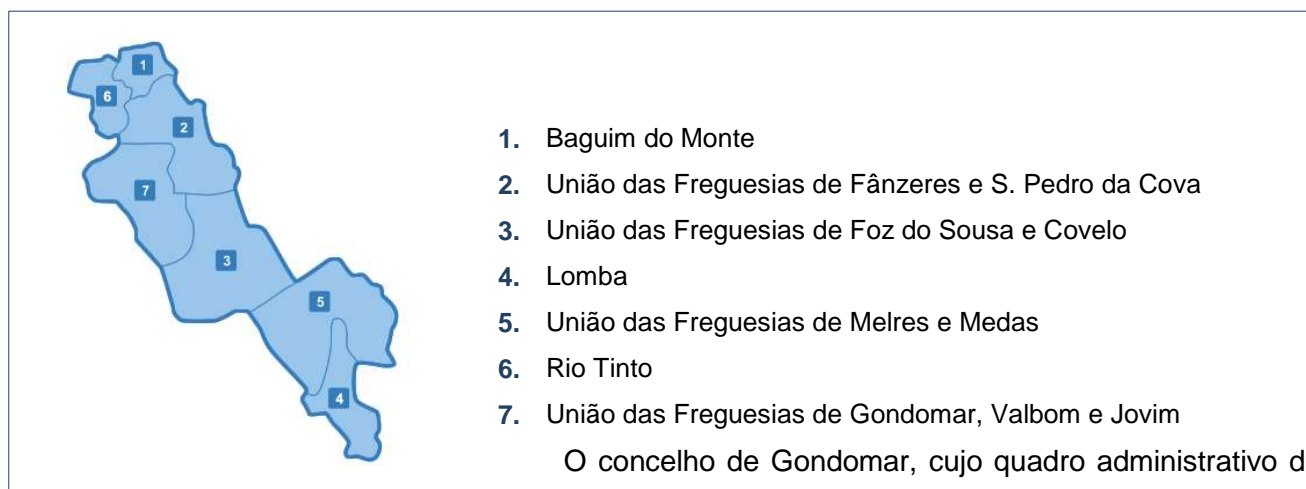 1
6
2
7
3
5
4
1. Baguim do Monte
2. União das Freguesias de Fânzeres e S. Pedro da Cova
3. União das Freguesias de Foz do Sousa e Covelo
4. Lomba
5. União das Freguesias de Melres e Medas
6. Rio Tinto
7. União das Freguesias de Gondomar, Valbom e Jovim
O concelho de Gondomar, cujo quadro administrativo d